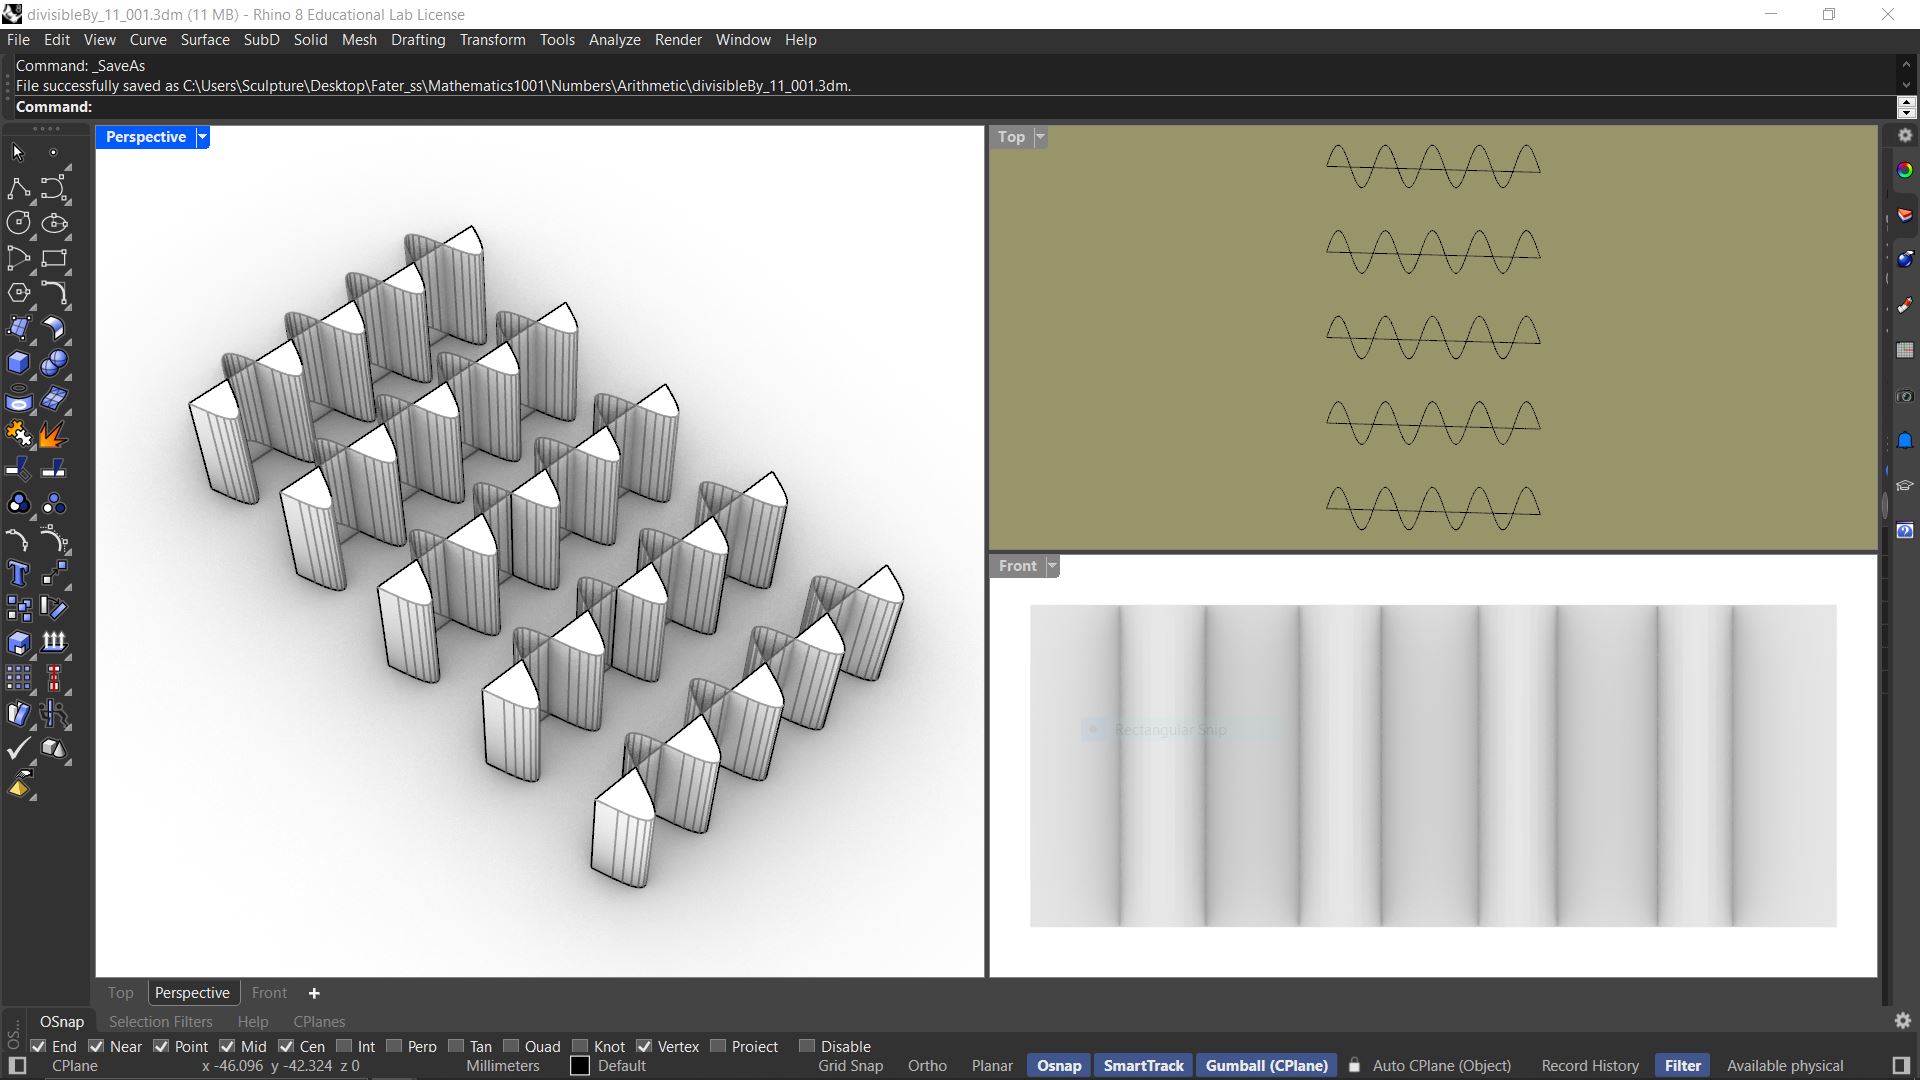 divisibleBy_11_001.3dm (11 MB) - Rhino 8 Educational Lab License
File Edit View Curve Surface SubD Solid Mesh Drafting Transform Tools Analyze Render Window Help
Command: _SaveAs
File successfully saved as C:\Users\Sculpture\Desktop\Fater_ss\Mathematics1001\Numbers\Arithmetic\divisibleBy_11_001.3dm.
Command:
Perspective
Top
Front
Rectangular Snip
Top Perspective Front
OSnap Selection Filters Help CPlanes
End Near Point Mid Cen Int Perp Tan Quad Knot Vertex Project Disable
CPlane x -46.096 y -42.324 z 0 Millimeters Default Grid Snap Ortho Planar Osnap SmartTrack Gumball (CPlane) Auto CPlane (Object) Record History Filter Available physical